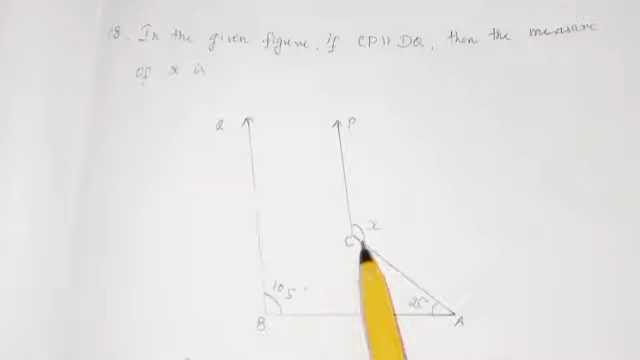 18. In the given figure, if CP || DQ, then the measure
of x is
Q P
x
C
105°
25°
B A